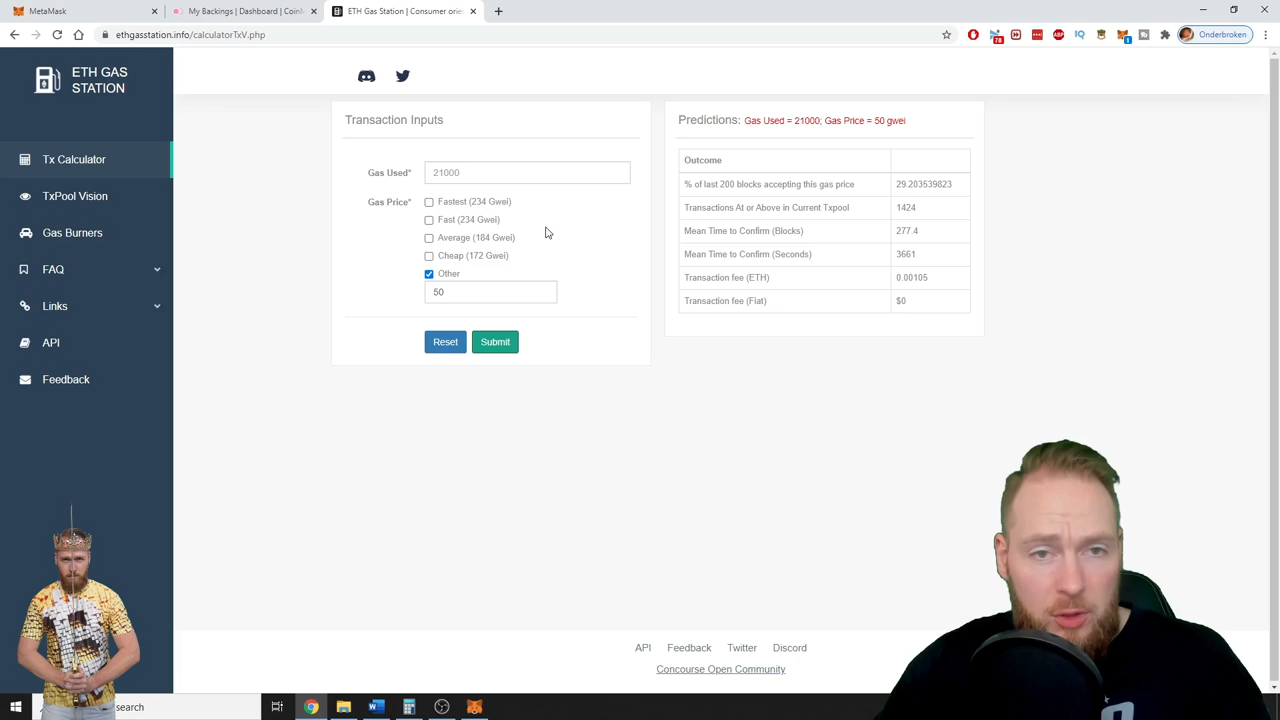 MetaMask
My Backings | Dashboard | Coin
ETH Gas Station | Consumer orie
ethgasstation.info/calculatorTxV.php
78
ABP
IQ
1
Onderbroken
ETH GAS
STATION
Tx Calculator
TxPool Vision
Gas Burners
FAQ
Links
API
Feedback
Transaction Inputs
Gas Used*
21000
Gas Price*
Fastest (234 Gwei)
Fast (234 Gwei)
Average (184 Gwei)
Cheap (172 Gwei)
Other
50
Reset
Submit
Predictions: Gas Used = 21000; Gas Price = 50 gwei
Outcome
% of last 200 blocks accepting this gas price 29.203539823
Transactions At or Above in Current Txpool 1424
Mean Time to Confirm (Blocks) 277.4
Mean Time to Confirm (Seconds) 3661
Transaction fee (ETH) 0.00105
Transaction fee (Fiat) $0
API Feedback Twitter Discord
Concourse Open Community
search